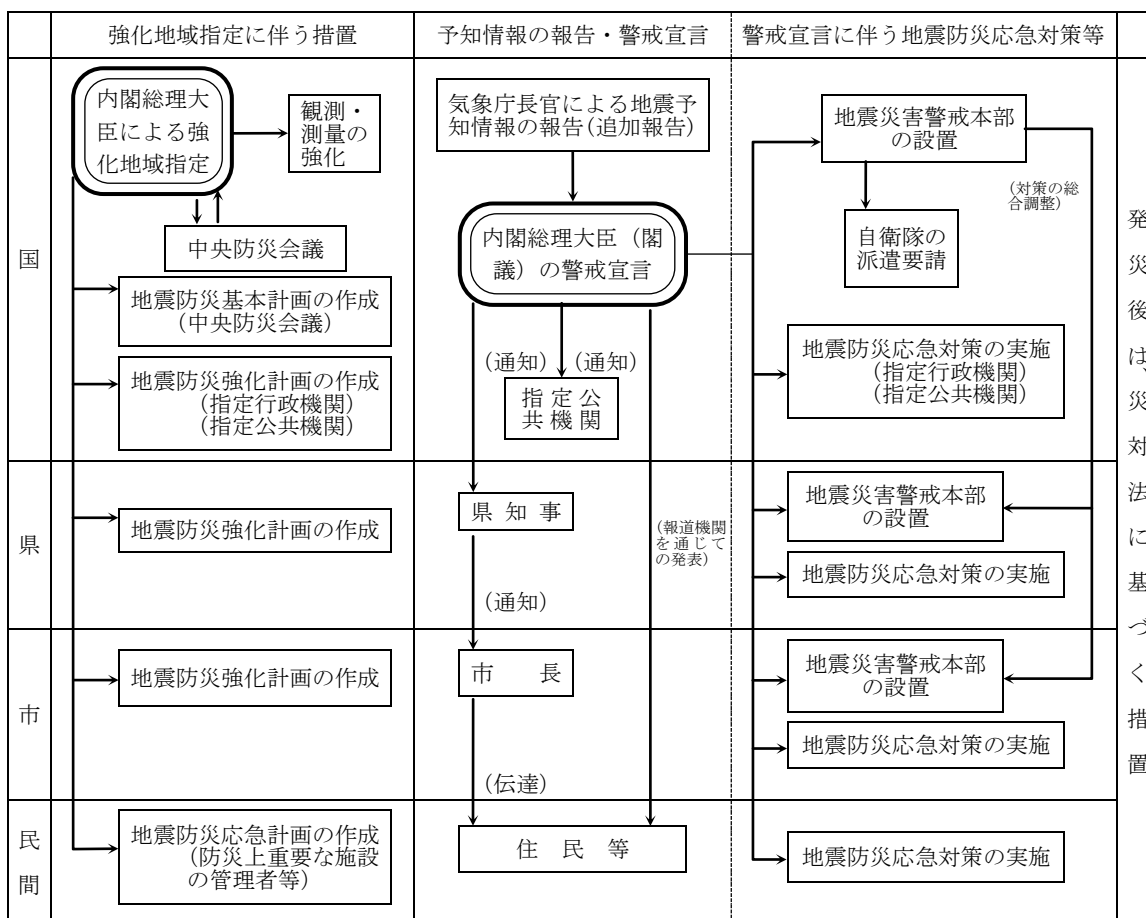 強化地域指定に伴う措置
予知情報の報告・警戒宣言
警戒宣言に伴う地震防災応急対策等
国
内閣総理大
臣による強
化地域指定
観測・
測量の
強化
中央防災会議
地震防災基本計画の作成
（中央防災会議）
地震防災強化計画の作成
（指定行政機関）
（指定公共機関）
気象庁長官による地震予
知情報の報告（追加報告）
内閣総理大臣（閣
議）の警戒宣言
（通知）
（通知）
指定公
共機関
地震災害警戒本部
の設置
（対策の総
合調整）
自衛隊の
派遣要請
地震防災応急対策の実施
（指定行政機関）
（指定公共機関）
県
地震防災強化計画の作成
県知事
（通知）
（報道機関
を通じて
の発表）
地震災害警戒本部
の設置
地震防災応急対策の実施
市
地震防災強化計画の作成
市　長
（伝達）
地震災害警戒本部
の設置
地震防災応急対策の実施
民
間
地震防災応急計画の作成
（防災上重要な施設
の管理者等）
住　民　等
地震防災応急対策の実施
発災後は、災対法に基づく措置